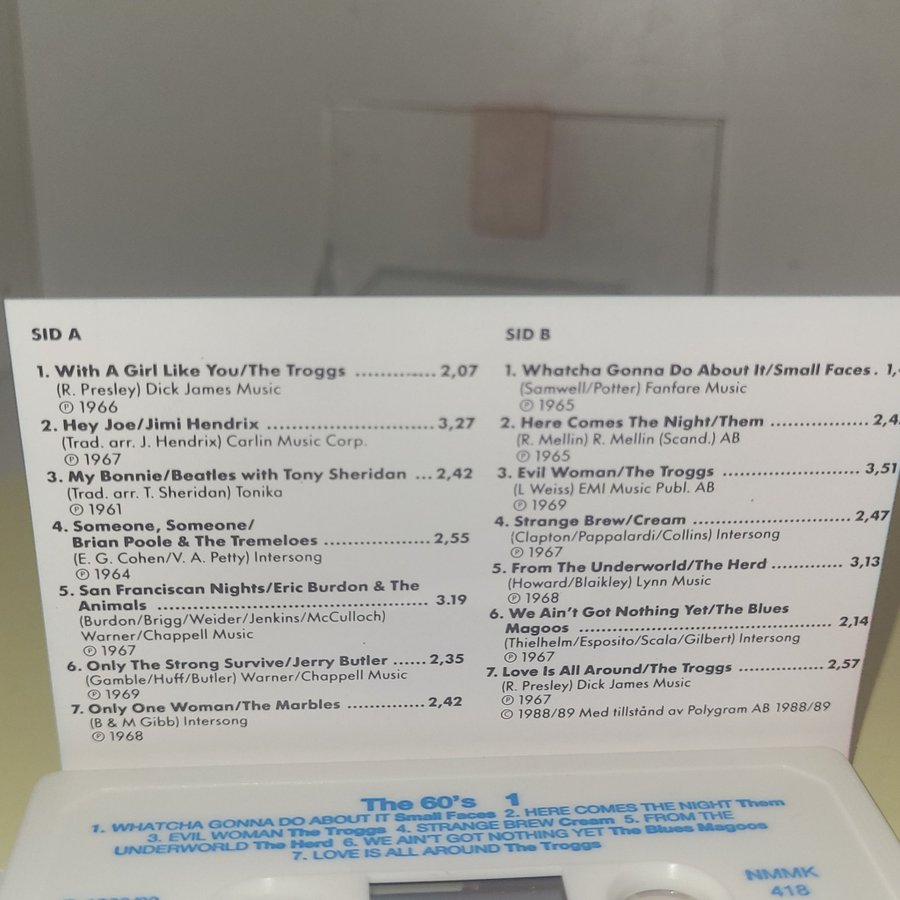 SID A
1. With A Girl Like You/The Troggs .............. 2,07
(R. Presley) Dick James Music
Ⓟ 1966
2. Hey Joe/Jimi Hendrix ............................. 3,27
(Trad. arr. J. Hendrix) Carlin Music Corp.
Ⓟ 1967
3. My Bonnie/Beatles with Tony Sheridan ... 2,42
(Trad. arr. T. Sheridan) Tonika
Ⓟ 1961
4. Someone, Someone/
Brian Poole & The Tremeloes .................. 2,55
(E. G. Cohen/V. A. Petty) Intersong
Ⓟ 1964
5. San Franciscan Nights/Eric Burdon & The
Animals .............................................. 3.19
(Burdon/Brigg/Weider/Jenkins/McCulloch)
Warner/Chappell Music
Ⓟ 1967
6. Only The Strong Survive/Jerry Butler ...... 2,35
(Gamble/Huff/Butler) Warner/Chappell Music
Ⓟ 1969
7. Only One Woman/The Marbles .............. 2,42
(B & M Gibb) Intersong
Ⓟ 1968
SID B
1. Whatcha Gonna Do About It/Small Faces . 1,
(Samwell/Potter) Fanfare Music
Ⓟ 1965
2. Here Comes The Night/Them .................. 2,4
(R. Mellin) R. Mellin (Scand.) AB
Ⓟ 1965
3. Evil Woman/The Troggs ........................ 3,51
(L Weiss) EMI Music Publ. AB
Ⓟ 1969
4. Strange Brew/Cream ............................ 2,47
(Clapton/Pappalardi/Collins) Intersong
Ⓟ 1967
5. From The Underworld/The Herd ............. 3,13
(Howard/Blaikley) Lynn Music
Ⓟ 1968
6. We Ain't Got Nothing Yet/The Blues
Magoos ............................................. 2,14
(Thielhelm/Esposito/Scala/Gilbert) Intersong
Ⓟ 1967
7. Love Is All Around/The Troggs ............... 2,57
(R. Presley) Dick James Music
Ⓟ 1967
© 1988/89 Med tillstånd av Polygram AB 1988/89
The 60's 1
1. WHATCHA GONNA DO ABOUT IT Small Faces 2. HERE COMES THE NIGHT Them
3. EVIL WOMAN The Troggs 4. STRANGE BREW Cream 5. FROM THE
UNDERWORLD The Herd 6. WE AIN'T GOT NOTHING YET The Blues Magoos
7. LOVE IS ALL AROUND The Troggs
NMMK
418